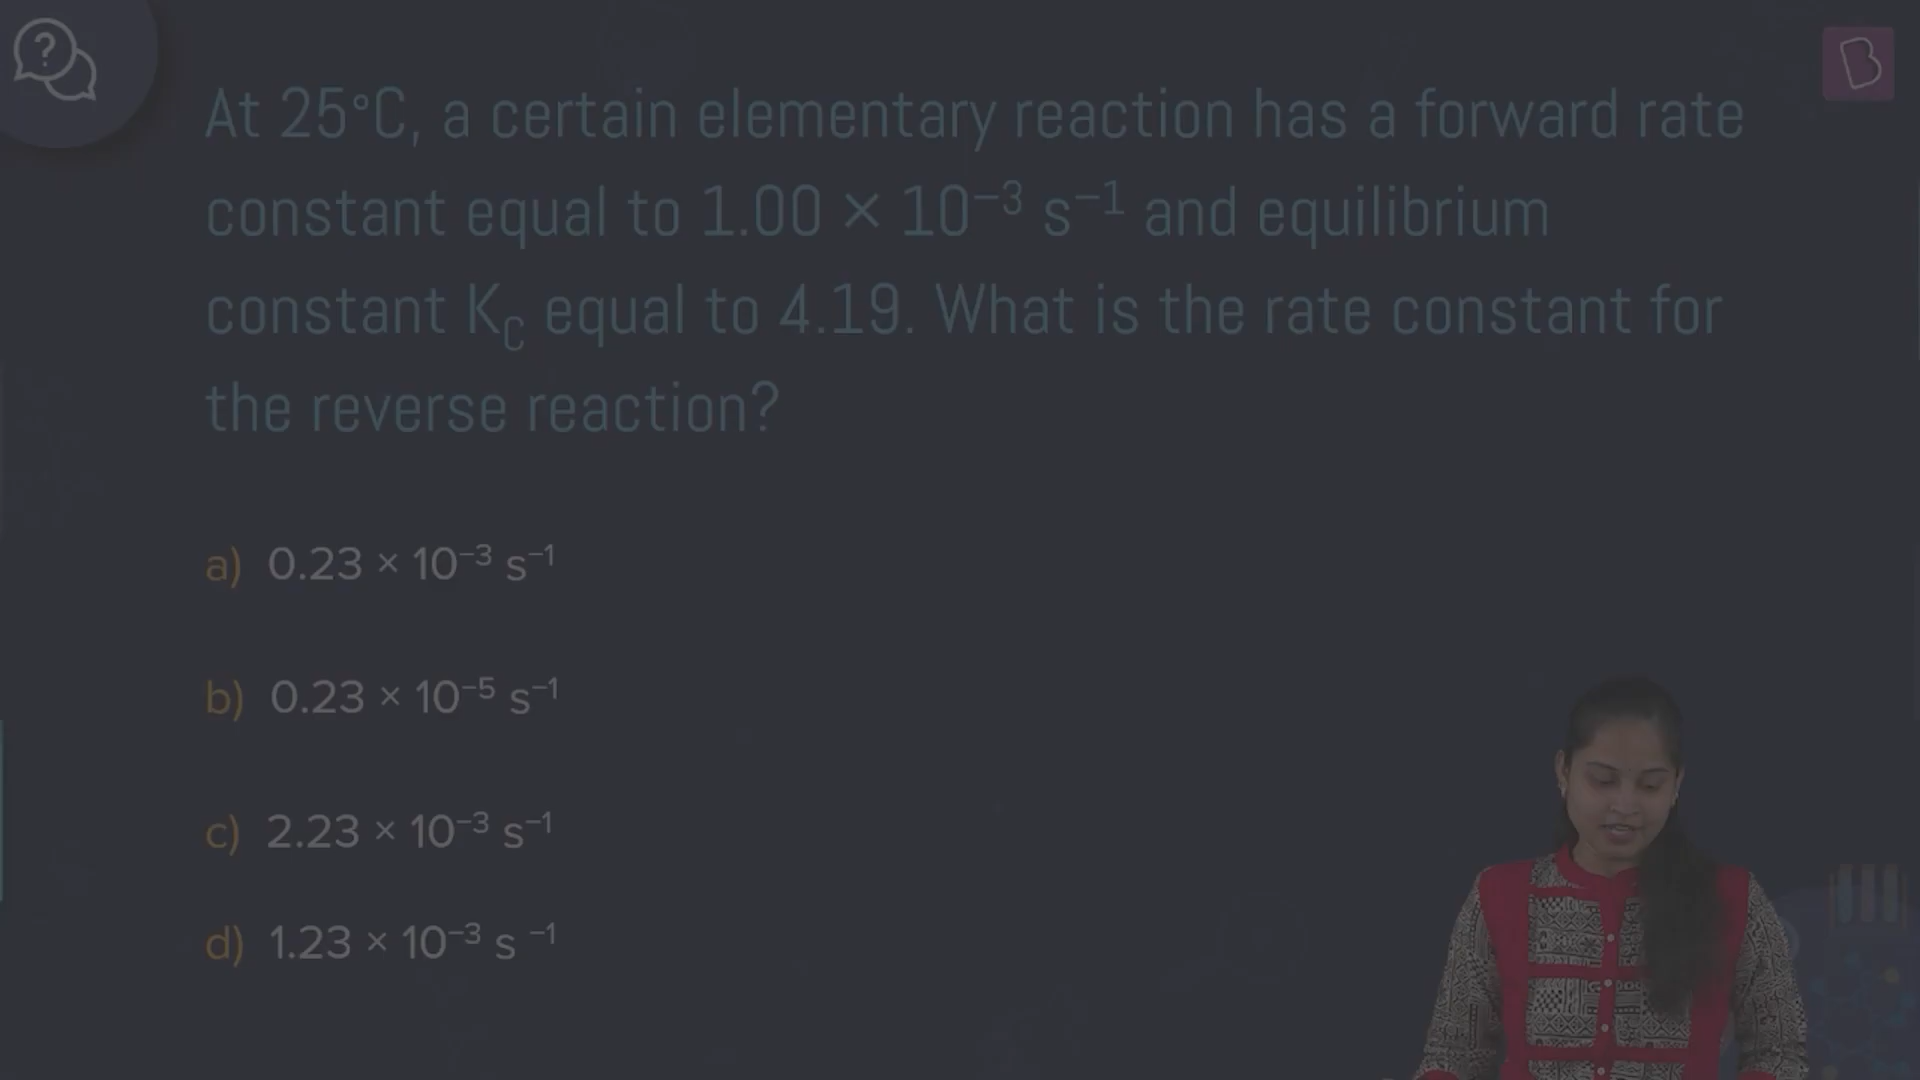 ?
B
At 25°C, a certain elementary reaction has a forward rate
constant equal to 1.00 × 10⁻³ s⁻¹ and equilibrium
constant K_C equal to 4.19. What is the rate constant for
the reverse reaction?
a) 0.23 × 10⁻³ s⁻¹
b) 0.23 × 10⁻⁵ s⁻¹
c) 2.23 × 10⁻³ s⁻¹
d) 1.23 × 10⁻³ s ⁻¹